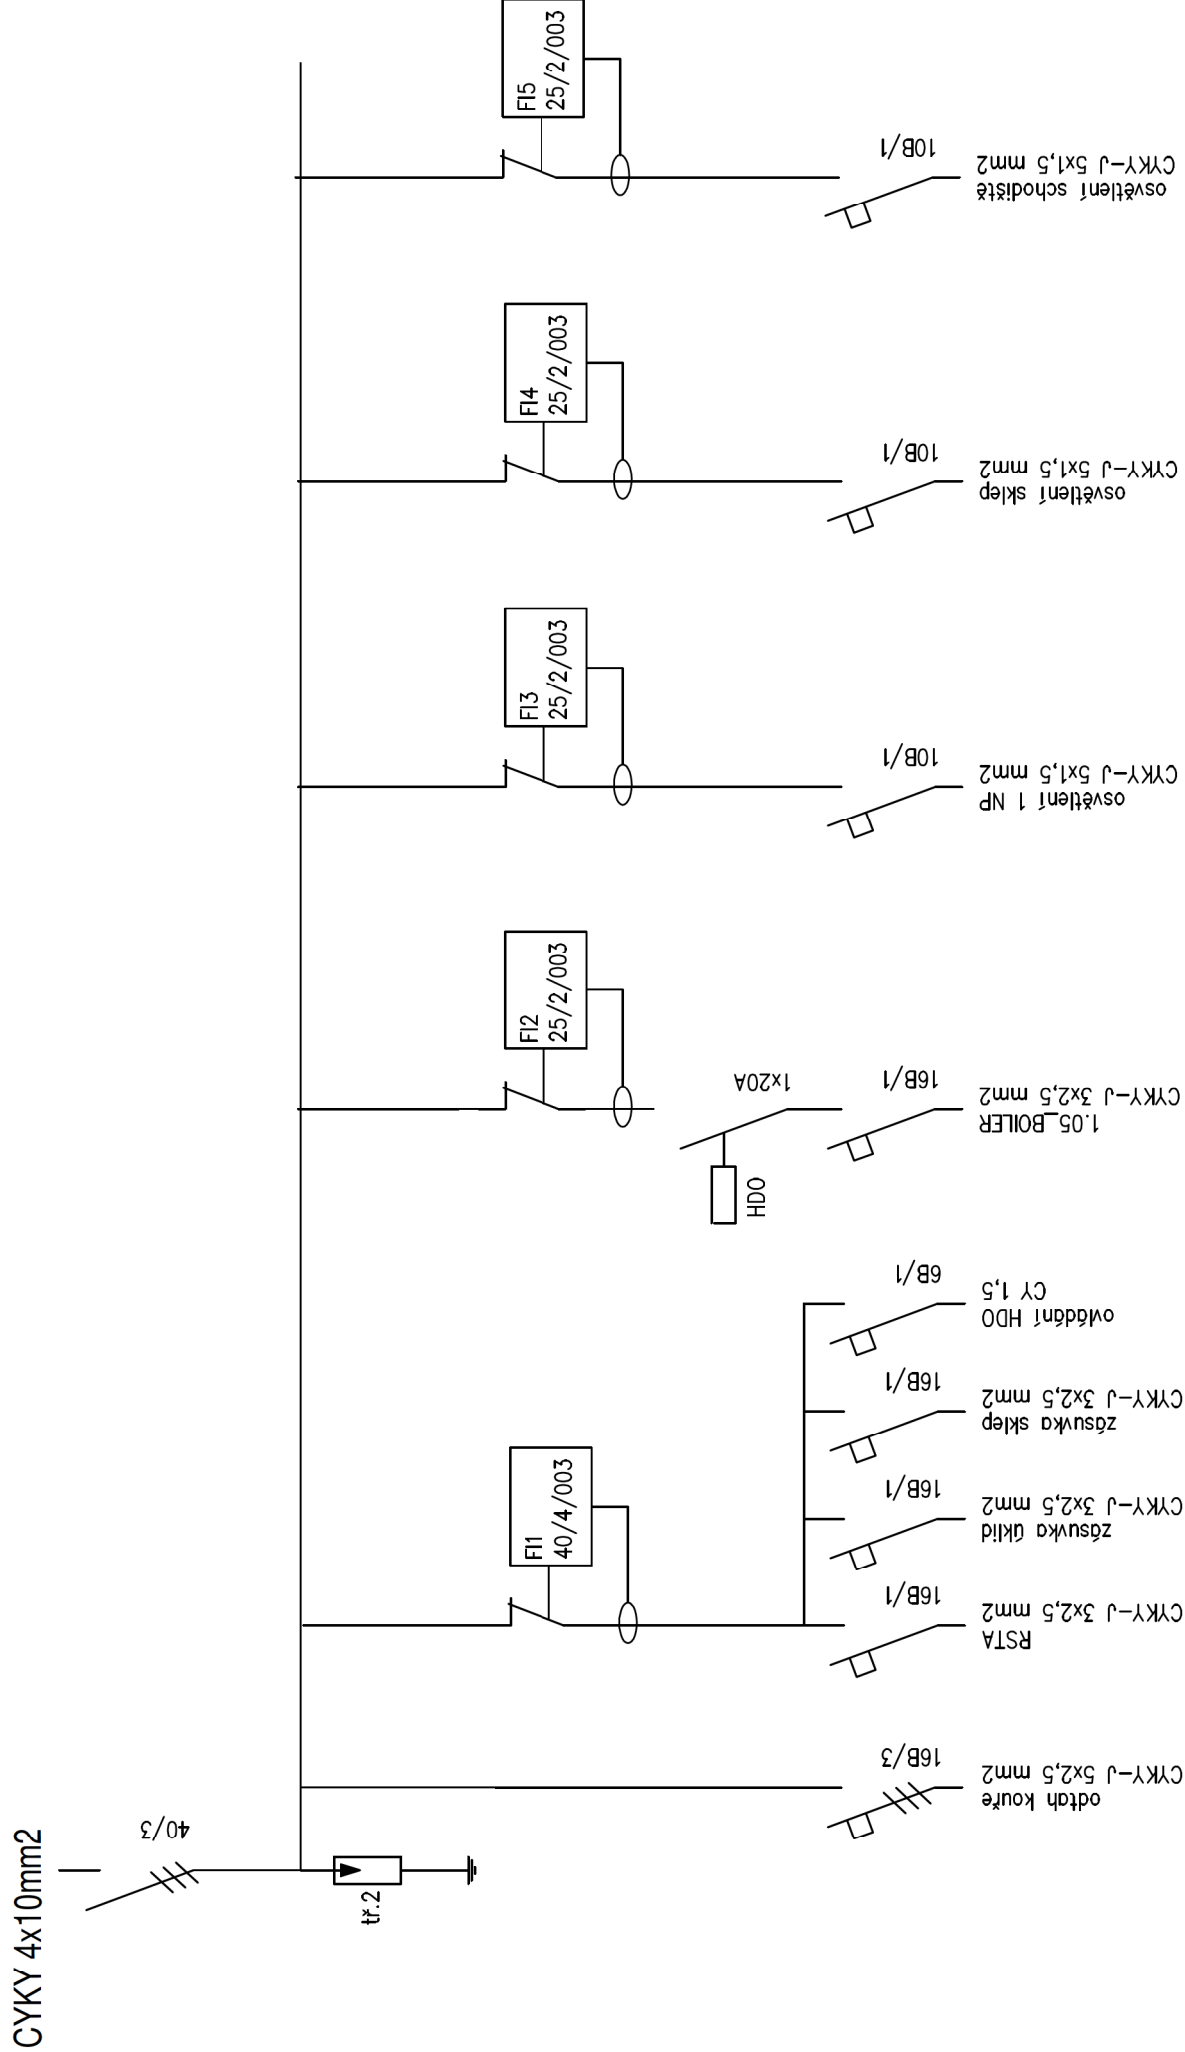 CYKY 4x10mm2
40/3
tř.2
16B/3
odtah kouře
CYKY-J 5x2,5 mm2
FI1
40/4/003
16B/1
RSTA
CYKY-J 3x2,5 mm2
16B/1
zásuvka úklid
CYKY-J 3x2,5 mm2
16B/1
zásuvka sklep
CYKY-J 3x2,5 mm2
6B/1
ovládání HDO
CY 1,5
FI2
25/2/003
HDO
1x20A
16B/1
1.05_BOILER
CYKY-J 3x2,5 mm2
FI3
25/2/003
10B/1
osvětlení 1 NP
CYKY-J 5x1,5 mm2
FI4
25/2/003
10B/1
osvětlení sklep
CYKY-J 5x1,5 mm2
FI5
25/2/003
10B/1
osvětlení schodiště
CYKY-J 5x1,5 mm2